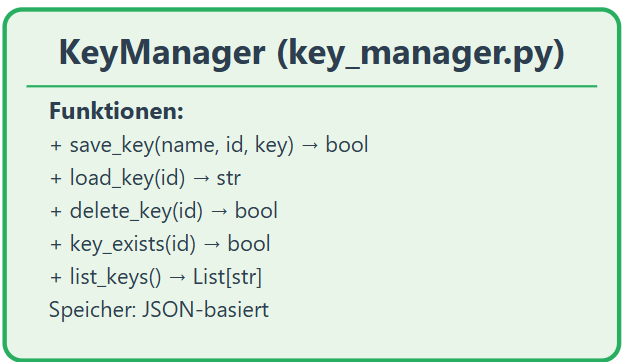 KeyManager (key_manager.py)
Funktionen:
+ save_key(name, id, key) → bool
+ load_key(id) → str
+ delete_key(id) → bool
+ key_exists(id) → bool
+ list_keys() → List[str]
Speicher: JSON-basiert